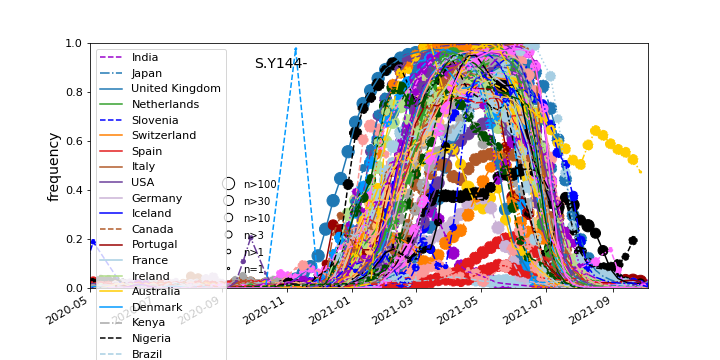 1.0
0.8
0.6
0.4
0.2
0.0
frequency
S.Y144-
India
Japan
United Kingdom
Netherlands
Slovenia
Switzerland
Spain
Italy
USA
Germany
Iceland
Canada
Portugal
France
Ireland
Australia
Denmark
Kenya
Nigeria
Brazil
n>100
n>30
n>10
n>3
n>1
n=1
2020-05
2020-07
2020-09
2020-11
2021-01
2021-03
2021-05
2021-07
2021-09